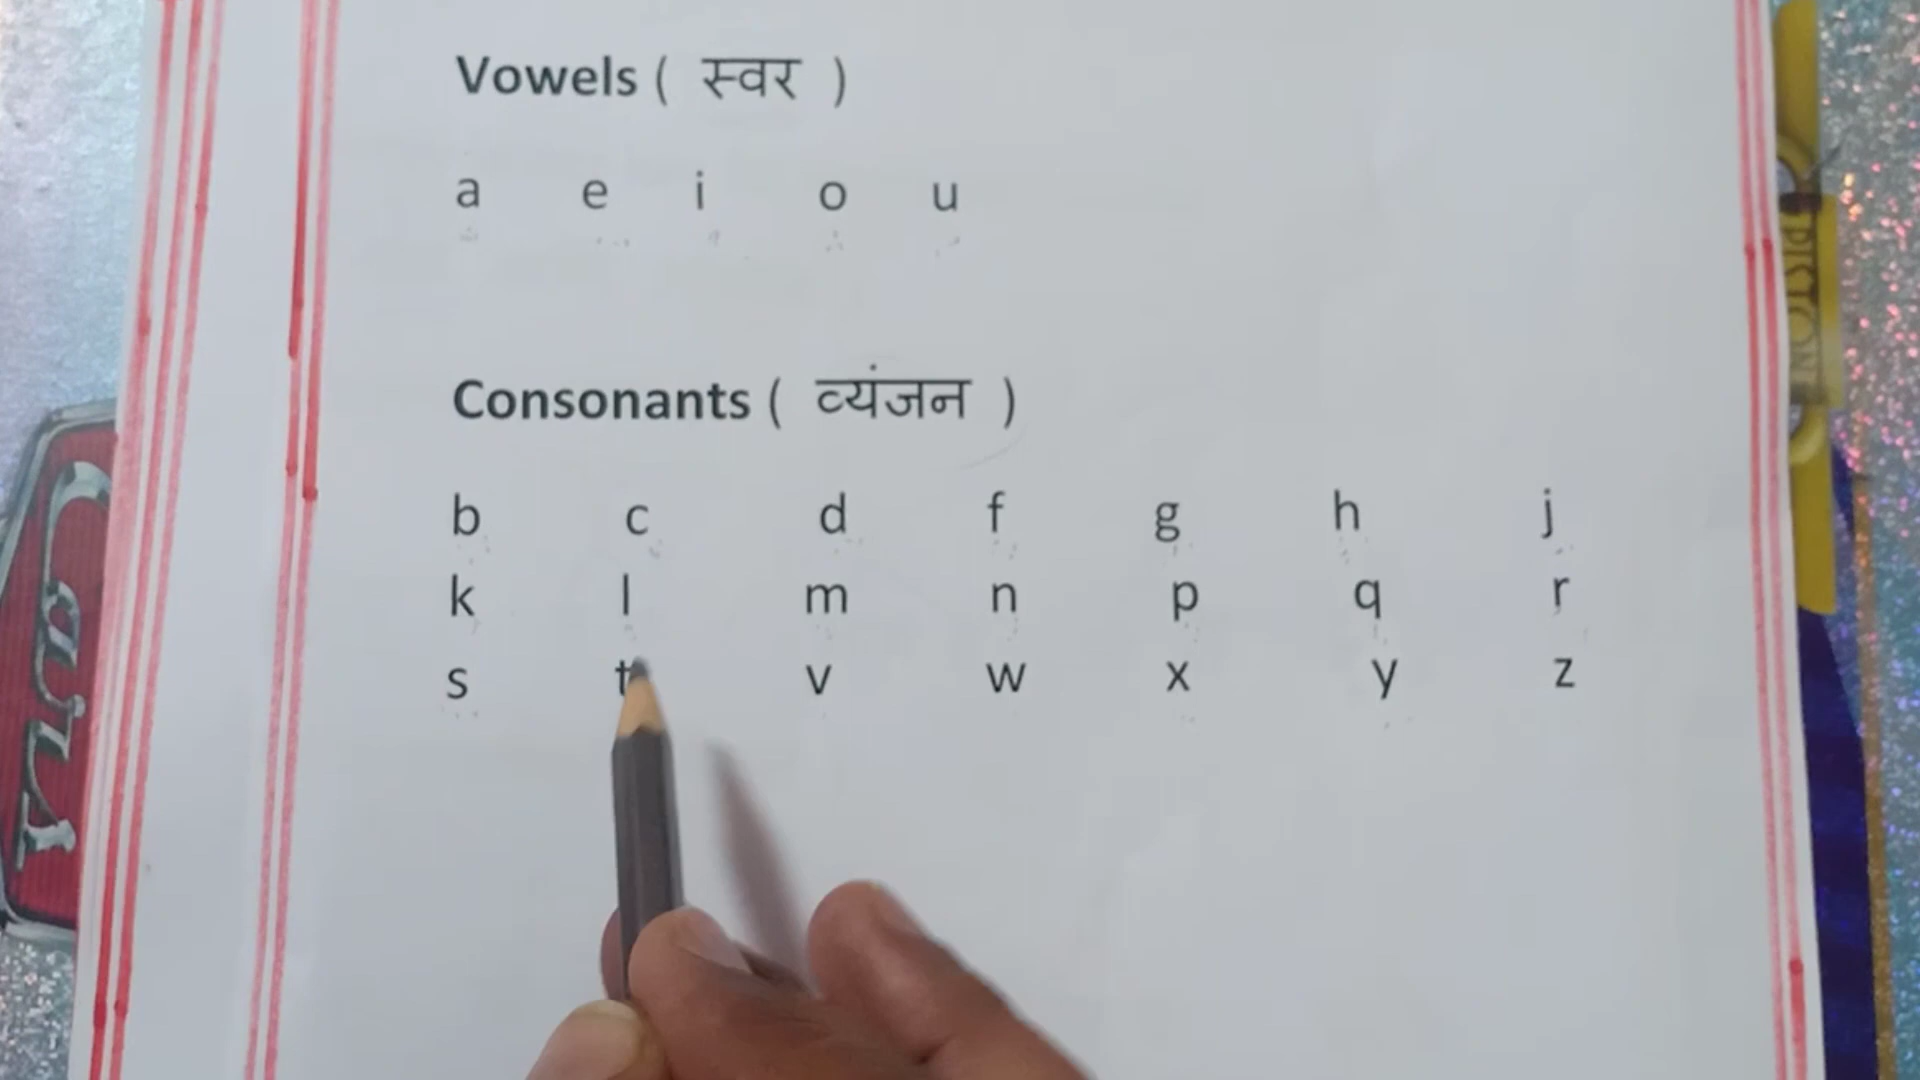 Vowels ( स्वर )
a e i o u
Consonants ( व्यंजन )
b c d f g h j
k l m n p q r
s t v w x y z